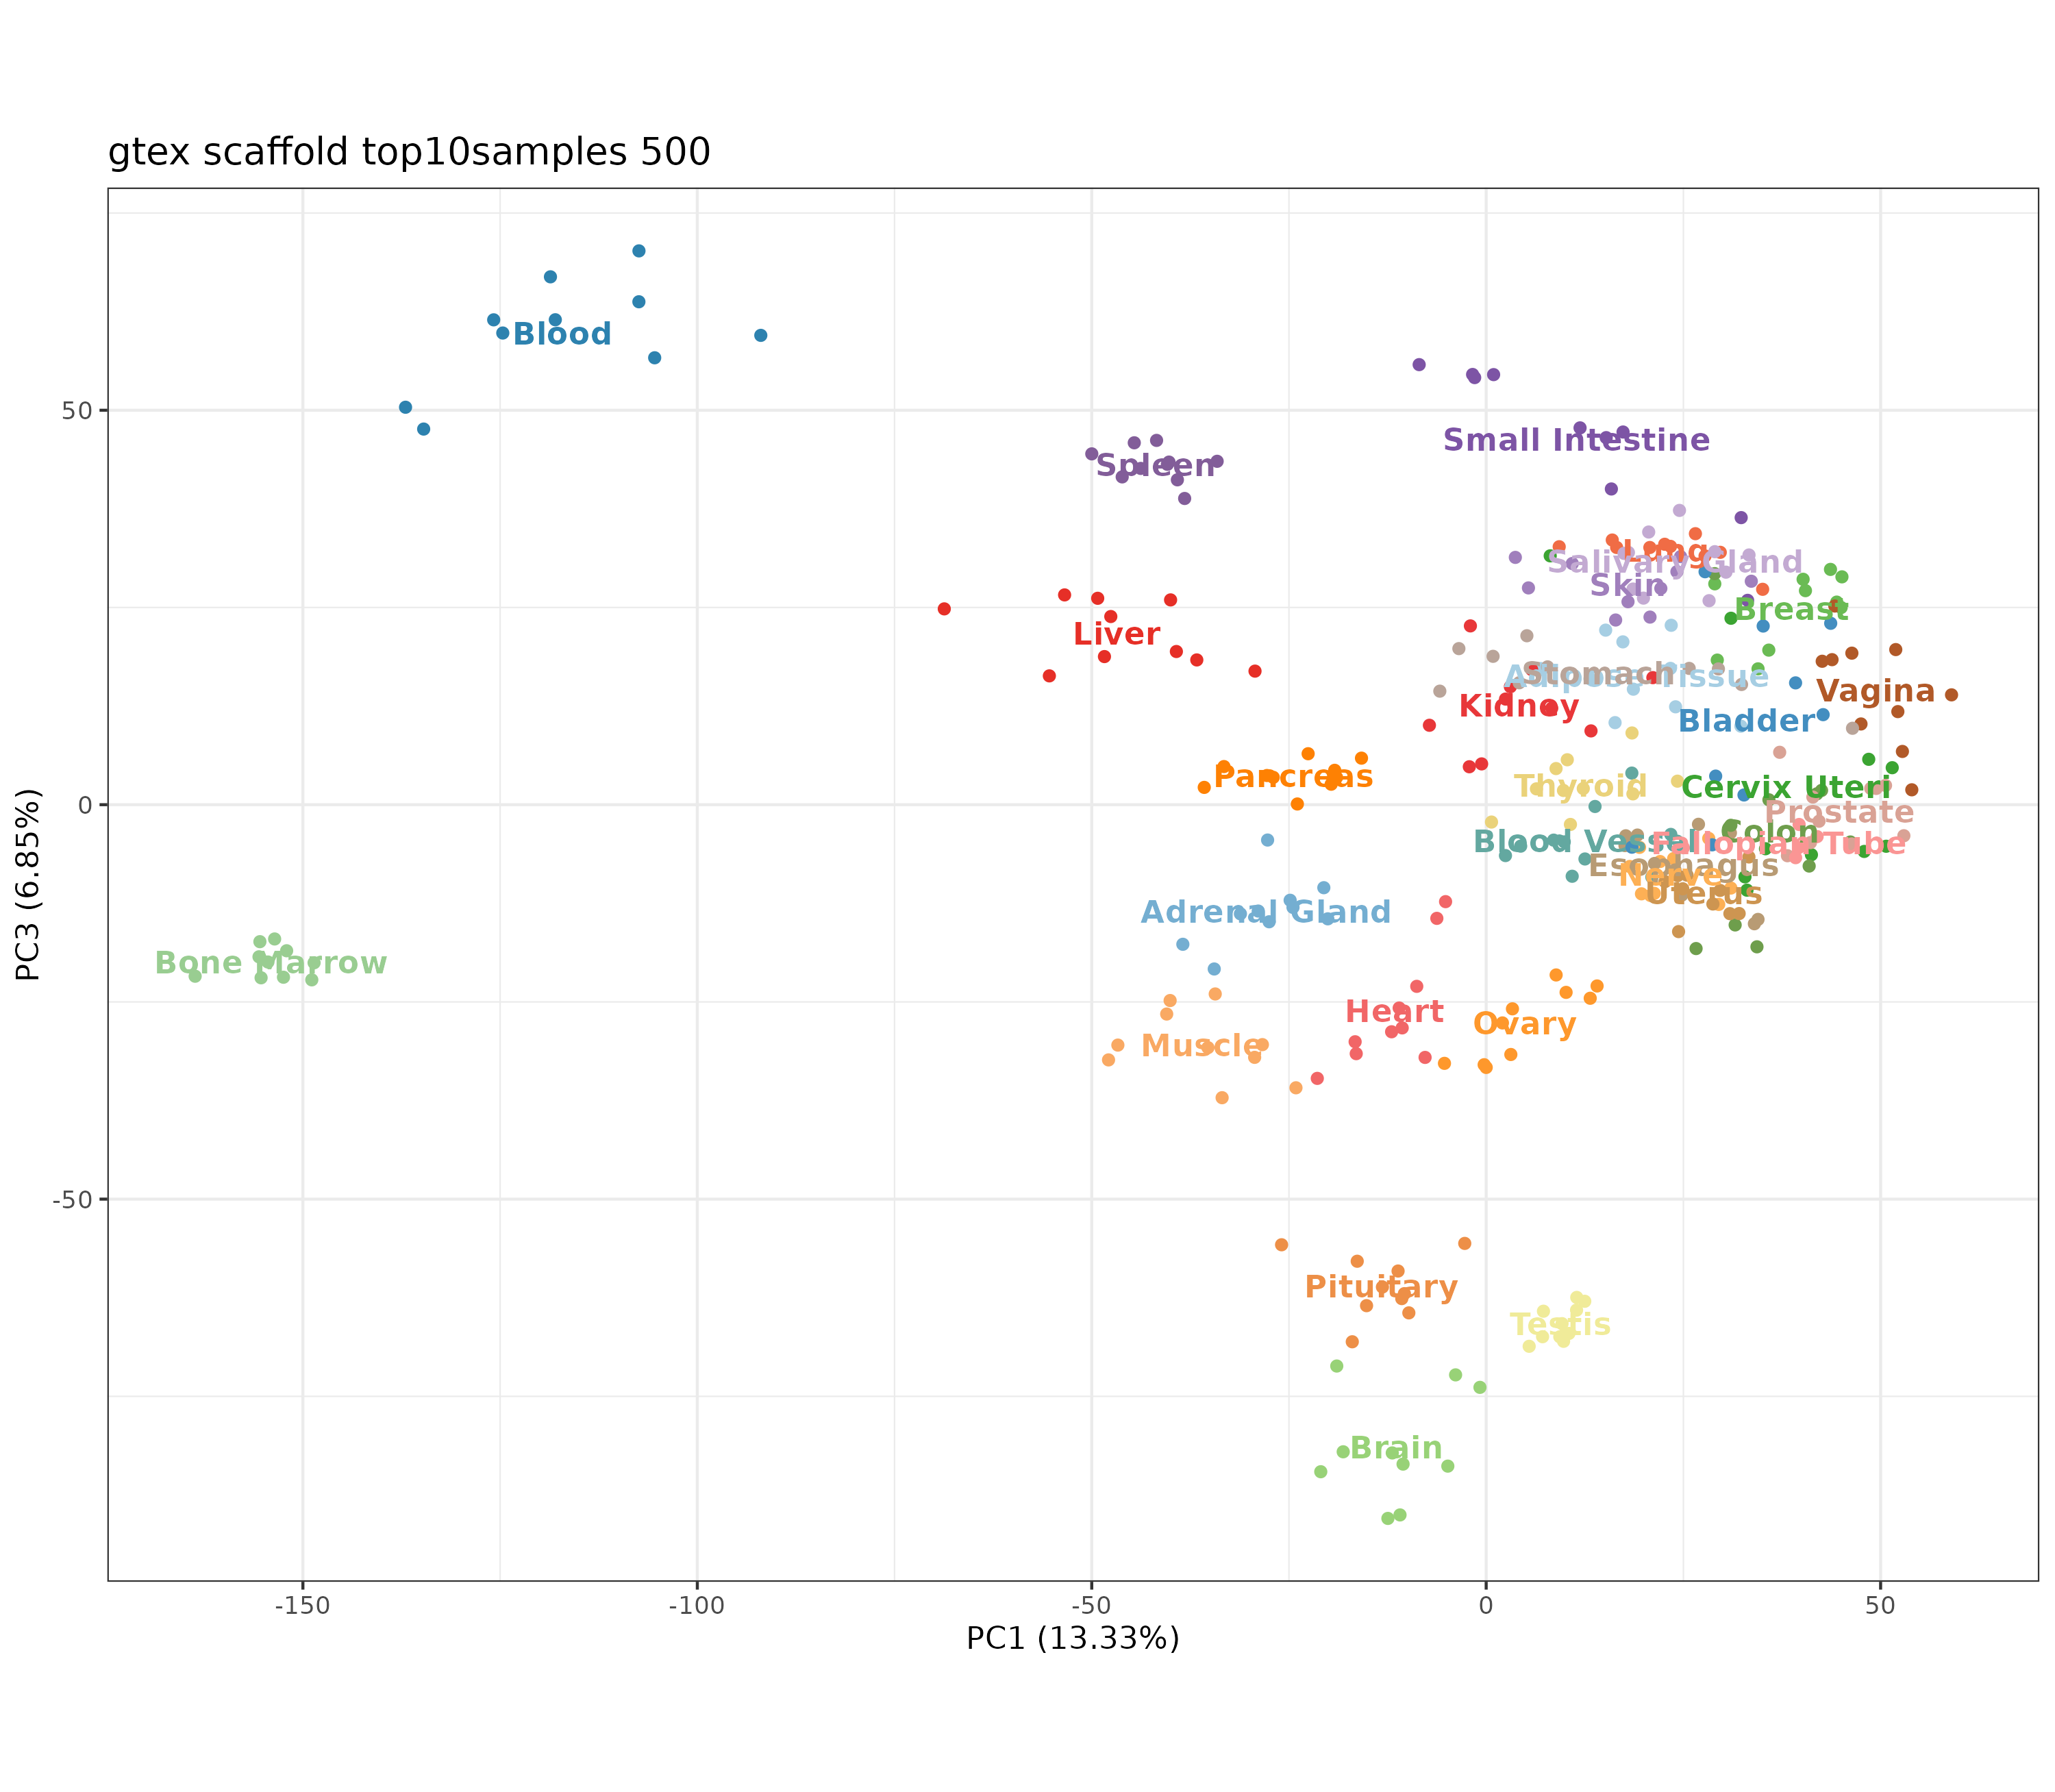 gtex scaffold top10samples 500
Blood
Small Intestine
Spleen
Lung
Salivary Gland
Skin
Breast
Liver
Stomach
Adipose Tissue
Vagina
Kidney
Bladder
Pancreas
Thyroid
Cervix Uteri
Prostate
Colon
Blood Vessel
Fallopian Tube
Esophagus
Nerve
Uterus
Adrenal Gland
Bone Marrow
Heart
Ovary
Muscle
Pituitary
Testis
Brain
50
0
-50
PC3 (6.85%)
-150
-100
-50
0
50
PC1 (13.33%)